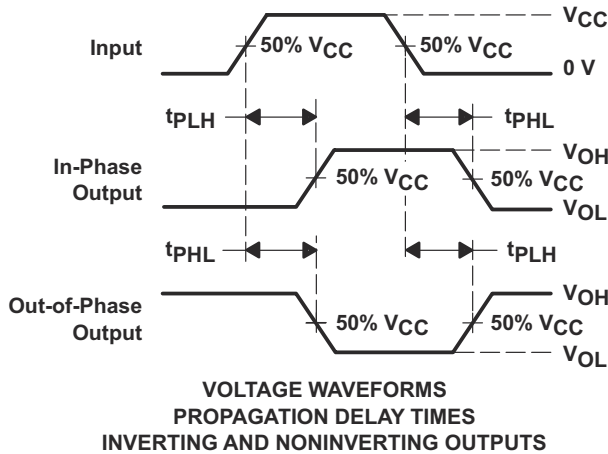 VCC
Input
50% VCC
50% VCC
0 V
tPLH
tPHL
In-Phase
Output
VOH
50% VCC
50% VCC
VOL
tPHL
tPLH
Out-of-Phase
Output
VOH
50% VCC
50% VCC
VOL
VOLTAGE WAVEFORMS
PROPAGATION DELAY TIMES
INVERTING AND NONINVERTING OUTPUTS